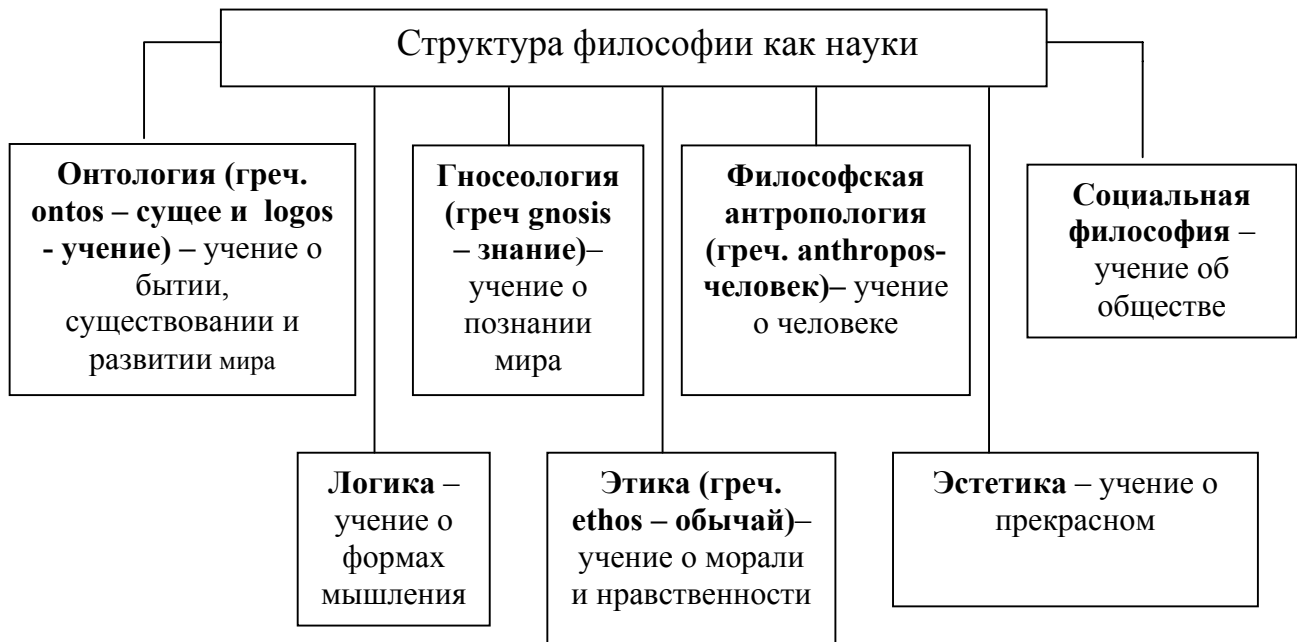 Структура философии как науки
Онтология (греч.
ontos – сущее и logos
- учение) – учение о
бытии,
существовании и
развитии мира
Гносеология
(греч gnosis
– знание)–
учение о
познании
мира
Философская
антропология
(греч. anthropos-
человек)– учение
о человеке
Социальная
философия –
учение об
обществе
Логика –
учение о
формах
мышления
Этика (греч.
ethos – обычай)–
учение о морали
и нравственности
Эстетика – учение о
прекрасном